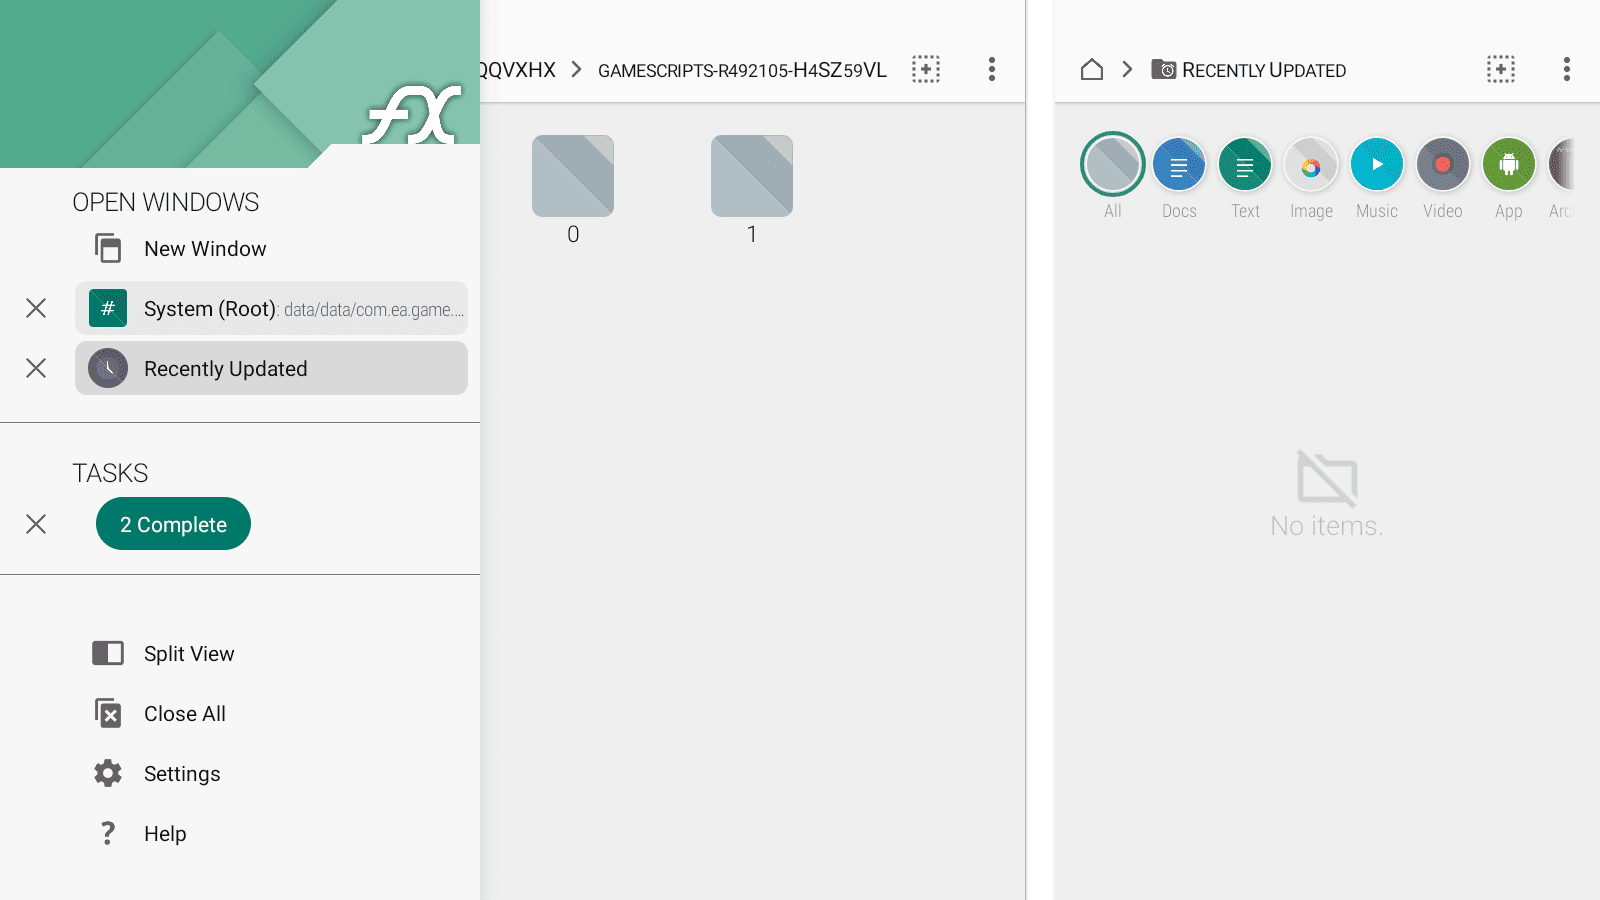 fX
OPEN WINDOWS
New Window
# System (Root): data/data/com.ea.game....
Recently Updated
TASKS
2 Complete
Split View
Close All
Settings
? Help
QQVXHX > GAMESCRIPTS-R492105-H4SZ59VL
0 1
> RECENTLY UPDATED
All Docs Text Image Music Video App Arc
No items.